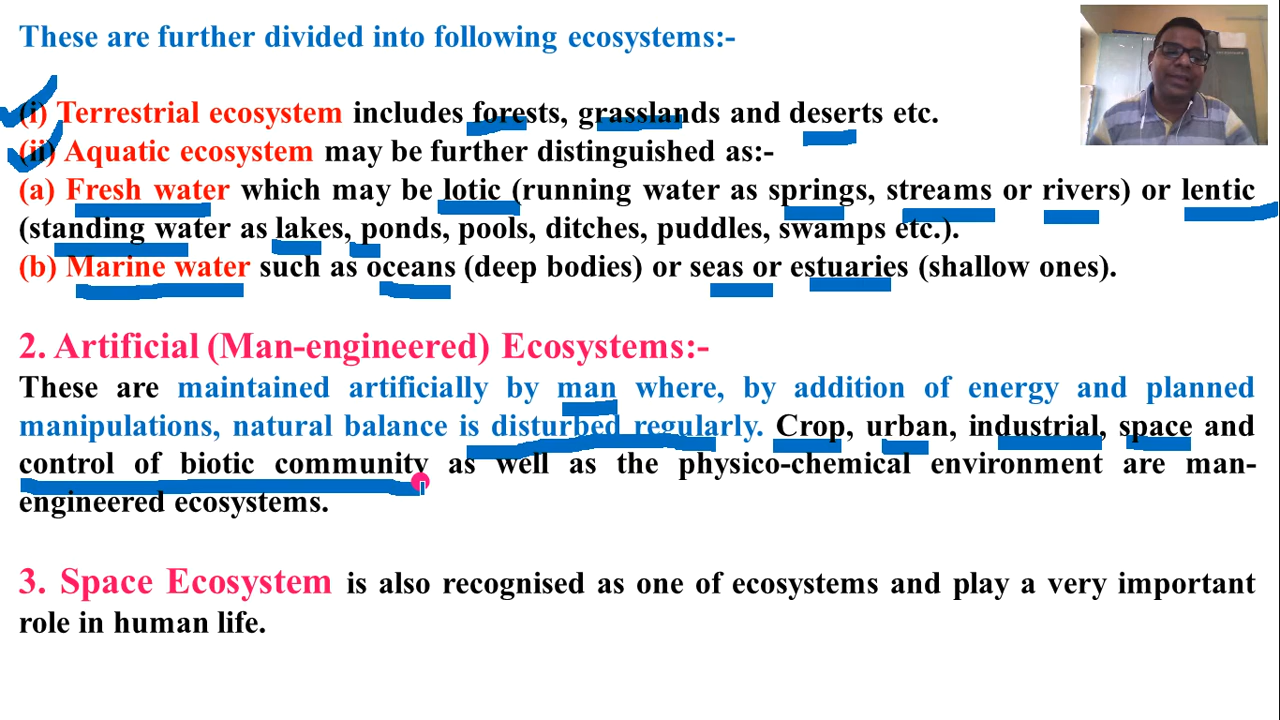 These are further divided into following ecosystems:-
(i) Terrestrial ecosystem includes forests, grasslands and deserts etc.
(ii) Aquatic ecosystem may be further distinguished as:-
(a) Fresh water which may be lotic (running water as springs, streams or rivers) or lentic
(standing water as lakes, ponds, pools, ditches, puddles, swamps etc.).
(b) Marine water such as oceans (deep bodies) or seas or estuaries (shallow ones).
2. Artificial (Man-engineered) Ecosystems:-
These are maintained artificially by man where, by addition of energy and planned
manipulations, natural balance is disturbed regularly. Crop, urban, industrial, space and
control of biotic community as well as the physico-chemical environment are man-
engineered ecosystems.
3. Space Ecosystem is also recognised as one of ecosystems and play a very important
role in human life.